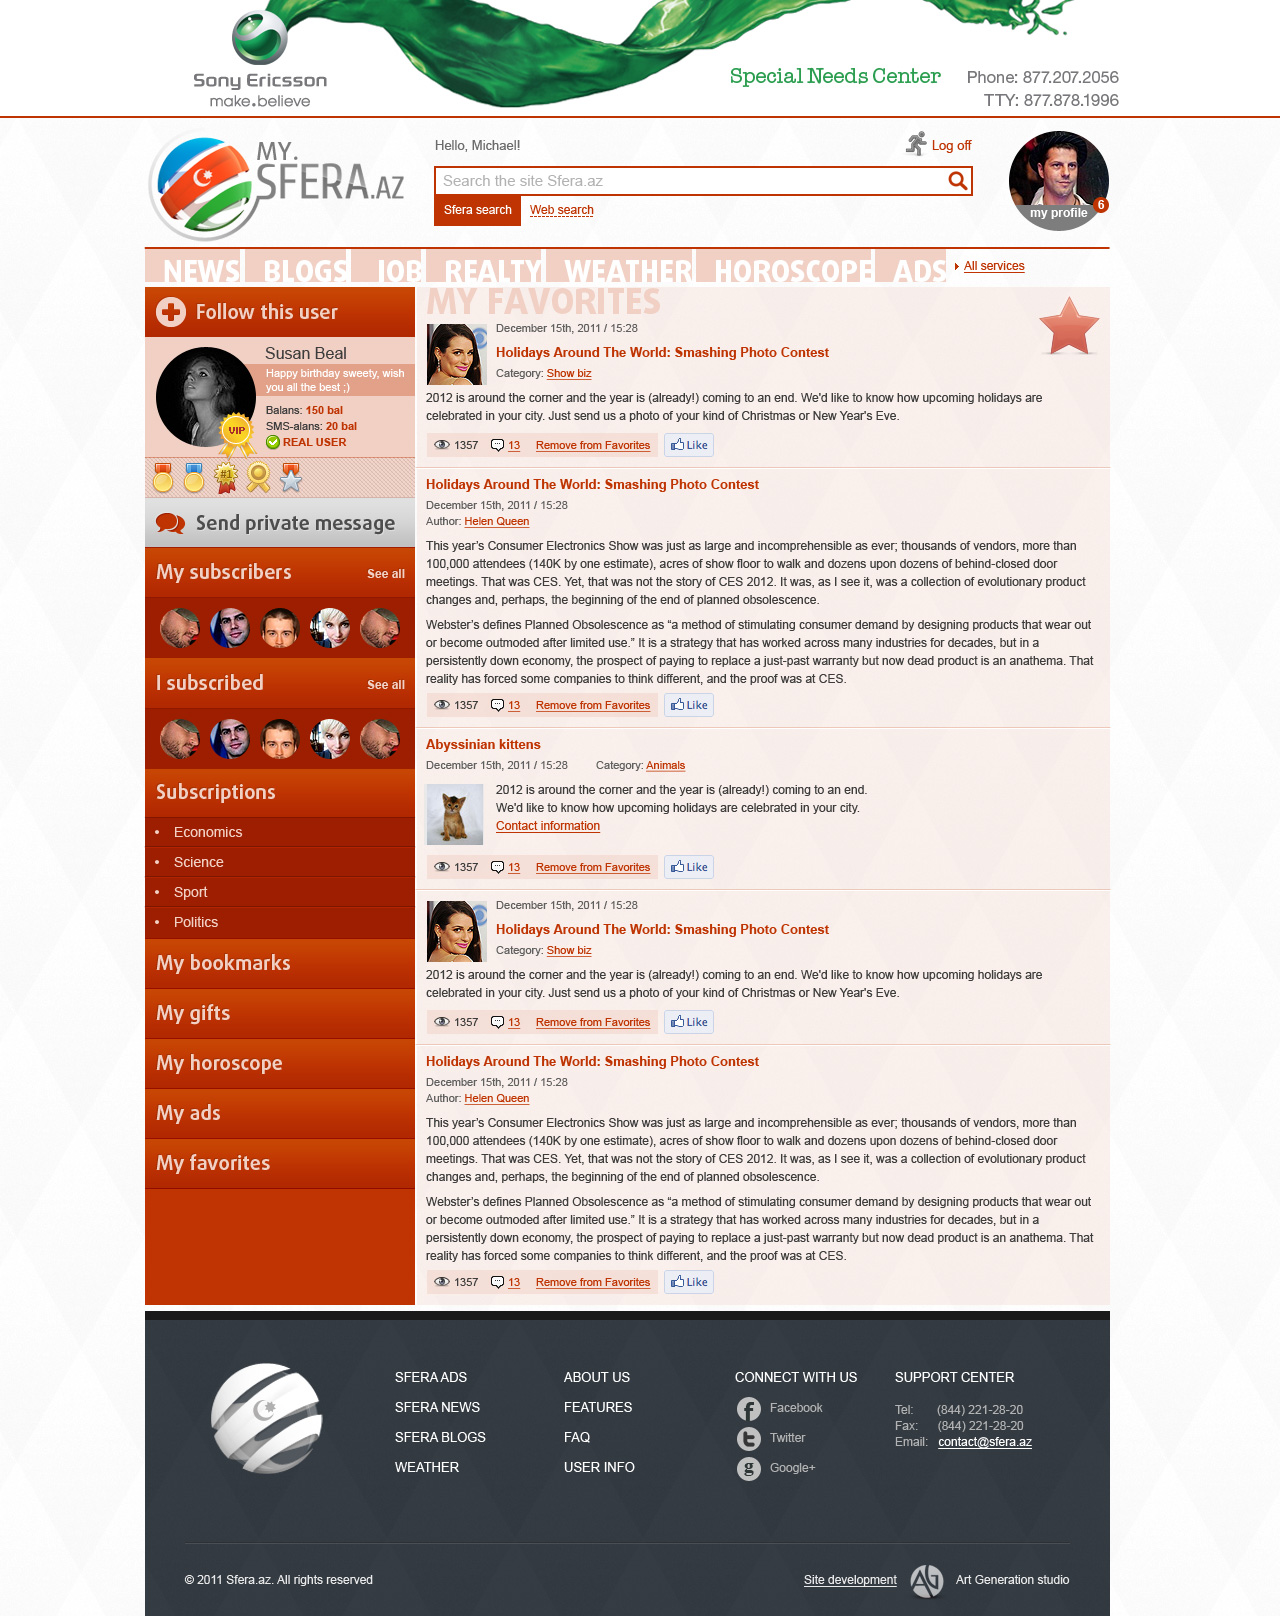 Sony Ericsson
make.believe
Special Needs Center
Phone: 877.207.2056
TTY: 877.878.1996
MY.
SFERA.AZ
Hello, Michael!
Log off
Search the site Sfera.az
Sfera search
Web search
my profile
6
NEWS
BLOGS
JOB
REALTY
WEATHER
HOROSCOPE
ADS
All services
Follow this user
Susan Beal
Happy birthday sweety, wish
you all the best ;)
Balans: 150 bal
SMS-alans: 20 bal
REAL USER
VIP
#1
Send private message
My subscribers
See all
I subscribed
See all
Subscriptions
• Economics
• Science
• Sport
• Politics
My bookmarks
My gifts
My horoscope
My ads
My favorites
MY FAVORITES
December 15th, 2011 / 15:28
Holidays Around The World: Smashing Photo Contest
Category: Show biz
2012 is around the corner and the year is (already!) coming to an end. We'd like to know how upcoming holidays are
celebrated in your city. Just send us a photo of your kind of Christmas or New Year's Eve.
1357 13 Remove from Favorites Like
Holidays Around The World: Smashing Photo Contest
December 15th, 2011 / 15:28
Author: Helen Queen
This year's Consumer Electronics Show was just as large and incomprehensible as ever; thousands of vendors, more than
100,000 attendees (140K by one estimate), acres of show floor to walk and dozens upon dozens of behind-closed door
meetings. That was CES. Yet, that was not the story of CES 2012. It was, as I see it, was a collection of evolutionary product
changes and, perhaps, the beginning of the end of planned obsolescence.
Webster's defines Planned Obsolescence as “a method of stimulating consumer demand by designing products that wear out
or become outmoded after limited use.” It is a strategy that has worked across many industries for decades, but in a
persistently down economy, the prospect of paying to replace a just-past warranty but now dead product is an anathema. That
reality has forced some companies to think different, and the proof was at CES.
1357 13 Remove from Favorites Like
Abyssinian kittens
December 15th, 2011 / 15:28 Category: Animals
2012 is around the corner and the year is (already!) coming to an end.
We'd like to know how upcoming holidays are celebrated in your city.
Contact information
1357 13 Remove from Favorites Like
December 15th, 2011 / 15:28
Holidays Around The World: Smashing Photo Contest
Category: Show biz
2012 is around the corner and the year is (already!) coming to an end. We'd like to know how upcoming holidays are
celebrated in your city. Just send us a photo of your kind of Christmas or New Year's Eve.
1357 13 Remove from Favorites Like
Holidays Around The World: Smashing Photo Contest
December 15th, 2011 / 15:28
Author: Helen Queen
This year's Consumer Electronics Show was just as large and incomprehensible as ever; thousands of vendors, more than
100,000 attendees (140K by one estimate), acres of show floor to walk and dozens upon dozens of behind-closed door
meetings. That was CES. Yet, that was not the story of CES 2012. It was, as I see it, was a collection of evolutionary product
changes and, perhaps, the beginning of the end of planned obsolescence.
Webster's defines Planned Obsolescence as “a method of stimulating consumer demand by designing products that wear out
or become outmoded after limited use.” It is a strategy that has worked across many industries for decades, but in a
persistently down economy, the prospect of paying to replace a just-past warranty but now dead product is an anathema. That
reality has forced some companies to think different, and the proof was at CES.
1357 13 Remove from Favorites Like
SFERA ADS
SFERA NEWS
SFERA BLOGS
WEATHER
ABOUT US
FEATURES
FAQ
USER INFO
CONNECT WITH US
Facebook
Twitter
Google+
SUPPORT CENTER
Tel: (844) 221-28-20
Fax: (844) 221-28-20
Email: contact@sfera.az
© 2011 Sfera.az. All rights reserved
Site development
AG
Art Generation studio